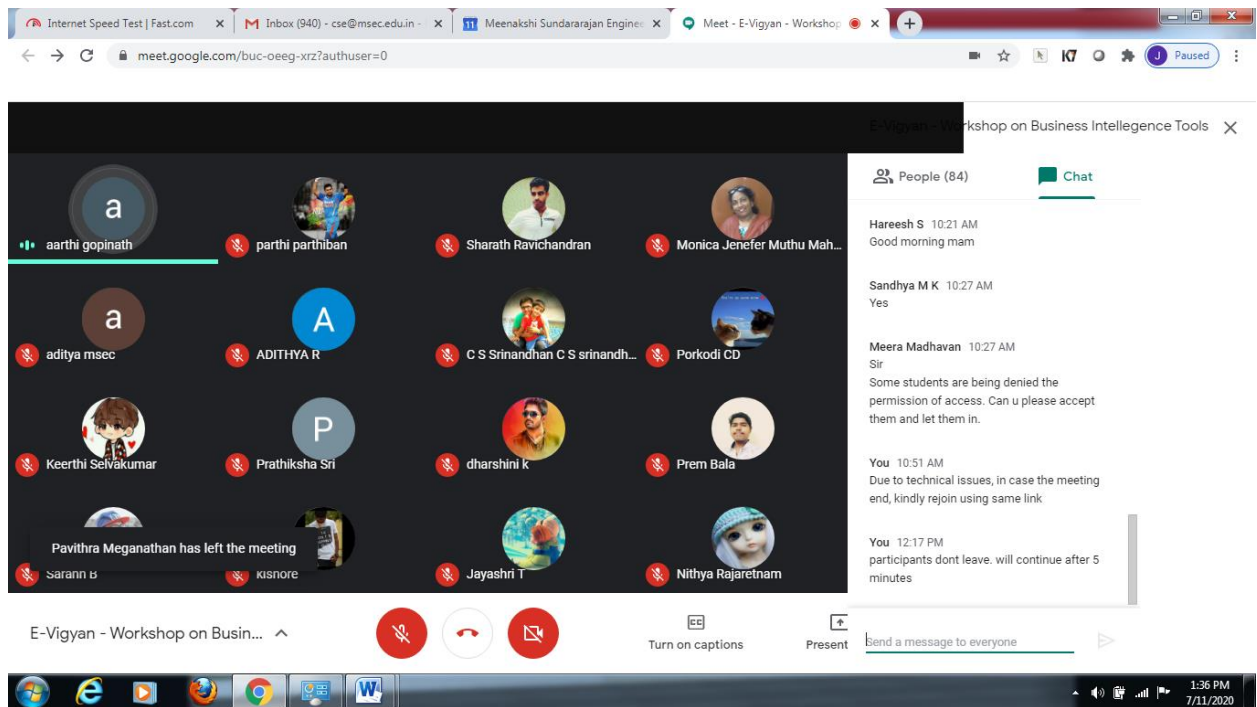 Internet Speed Test | Fast.com
Inbox (940) - cse@msec.edu.in -
11 Meenakshi Sundararajan Enginee
Meet - E-Vigyan - Workshop
meet.google.com/buc-oeeg-xrz?authuser=0
K7
J Paused
E-Vigyan - Workshop on Business Intellegence Tools
People (84)
Chat
a
aarthi gopinath
parthi parthiban
Sharath Ravichandran
Monica Jenefer Muthu Mah...
a
aditya msec
A
ADITHYA R
C S Srinandhan C S srinandh...
Porkodi CD
Keerthi Selvakumar
P
Prathiksha Sri
dharshini k
Prem Bala
Pavithra Meganathan has left the meeting
Sarann B
kishore
Jayashri T
Nithya Rajaretnam
Hareesh S 10:21 AM
Good morning mam
Sandhya M K 10:27 AM
Yes
Meera Madhavan 10:27 AM
Sir
Some students are being denied the
permission of access. Can u please accept
them and let them in.
You 10:51 AM
Due to technical issues, in case the meeting
end, kindly rejoin using same link
You 12:17 PM
participants dont leave. will continue after 5
minutes
E-Vigyan - Workshop on Busin...
Turn on captions
Present
Send a message to everyone
1:36 PM
7/11/2020